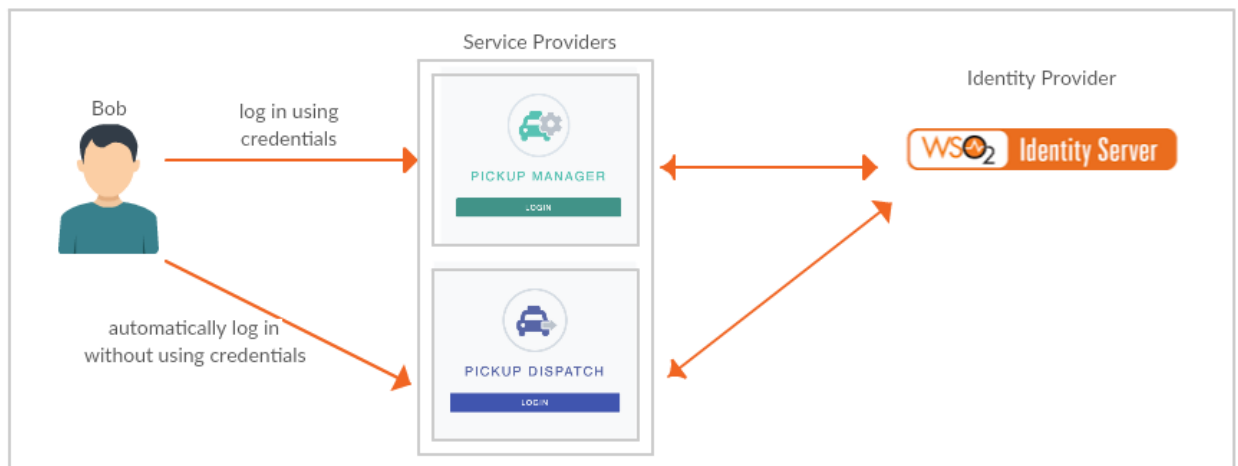 Service Providers
Identity Provider
Bob
log in using
credentials
PICKUP MANAGER
LOGIN
WSO2 Identity Server
automatically log in
without using credentials
PICKUP DISPATCH
LOGIN